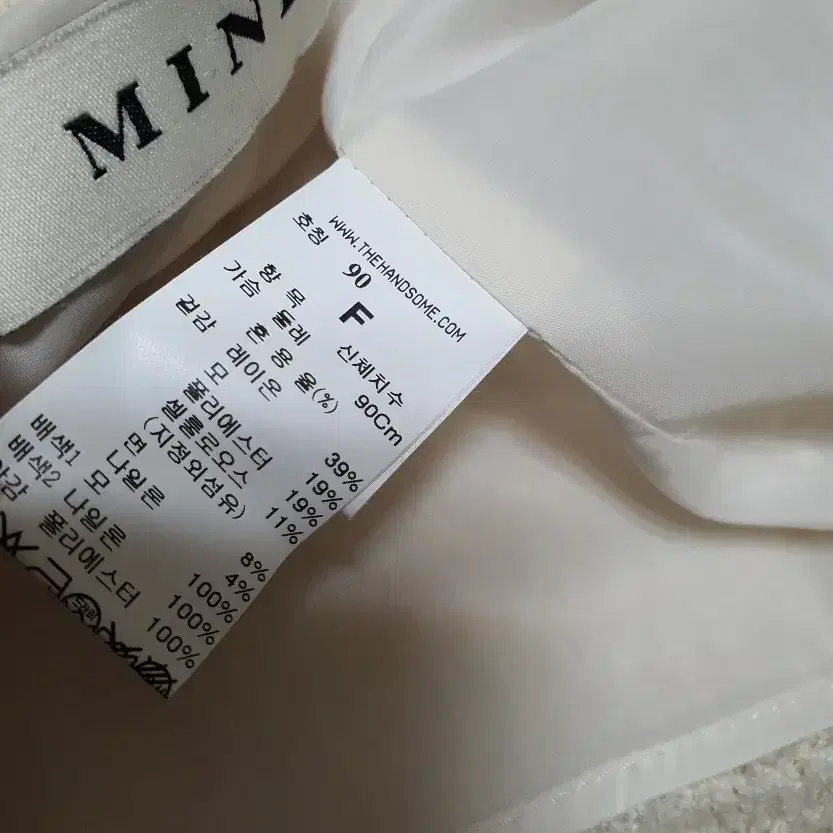 MINE
WWW.THEHANDSOME.COM
호칭 90 F
항 목 신체치수
가슴 둘레 90Cm
혼 용 율(%)
겉감 레이온 39%
모 19%
폴리에스터 19%
셀룰로오스 11%
(지정외섬유)
면 8%
나일론 4%
배색1 모 100%
배색2 나일론 100%
안감 폴리에스터 100%